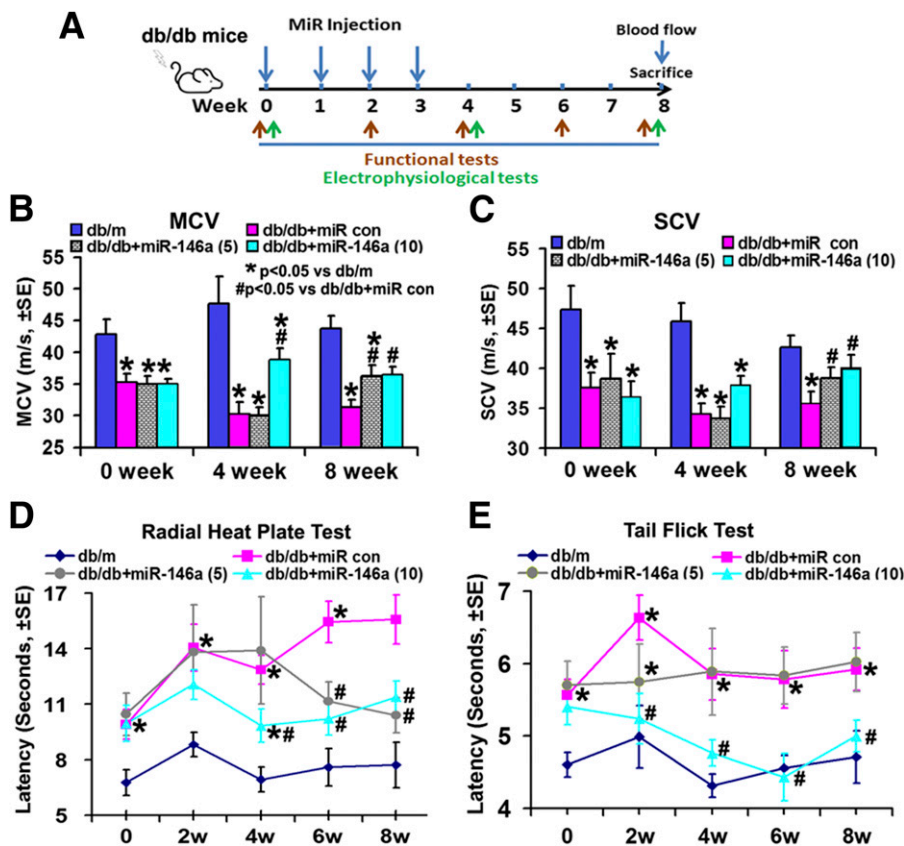 A
db/db mice
MiR Injection
Blood flow
Sacrifice
Week 0 1 2 3 4 5 6 7 8
Functional tests
Electrophysiological tests
B
MCV
db/m
db/db+miR con
db/db+miR-146a (5)
db/db+miR-146a (10)
* p<0.05 vs db/m
#p<0.05 vs db/db+miR con
MCV (m/s, ±SE)
55
50
45
40
35
30
25
*
*
*
*
*
*
*
#
*
*
#
#
0 week
4 week
8 week
C
SCV
db/m
db/db+miR con
db/db+miR-146a (5)
db/db+miR-146a (10)
SCV (m/s, ±SE)
55
50
45
40
35
30
*
*
*
*
*
*
*
#
#
0 week
4 week
8 week
D
Radial Heat Plate Test
db/m
db/db+miR con
db/db+miR-146a (5)
db/db+miR-146a (10)
Latency (Seconds, ±SE)
17
14
11
8
5
*
*
*
*#
*
#
#
#
#
0 2w 4w 6w 8w
E
Tail Flick Test
db/m
db/db+miR con
db/db+miR-146a (5)
db/db+miR-146a (10)
Latency (Seconds, ±SE)
7
6
5
4
*
*
*
#
*
#
*
#
*
#
0 2w 4w 6w 8w